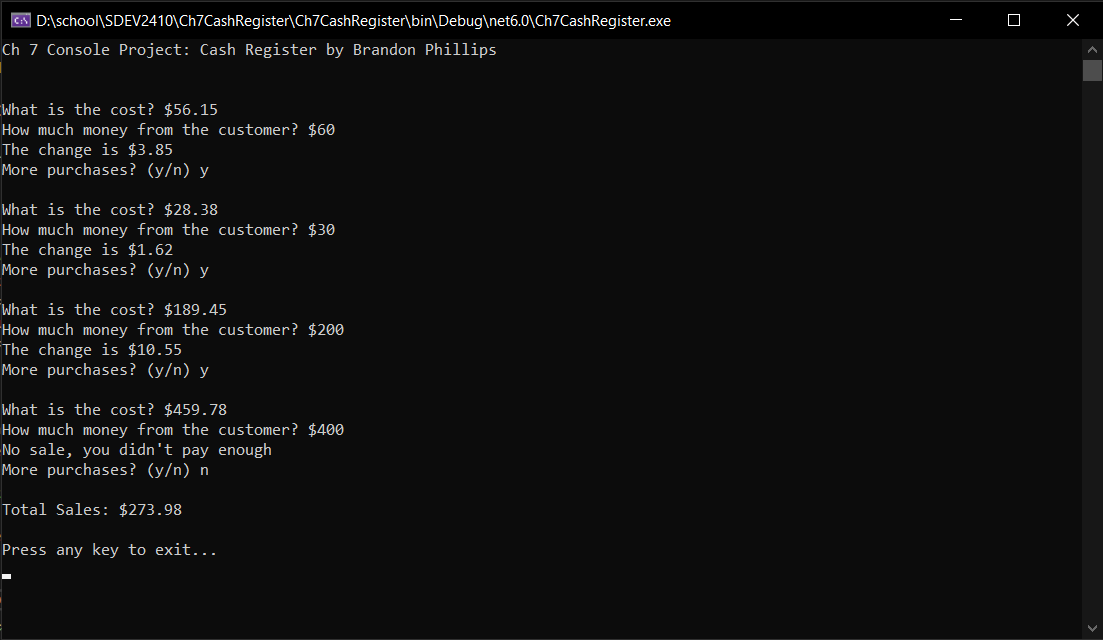 D:\school\SDEV2410\Ch7CashRegister\Ch7CashRegister\bin\Debug\net6.0\Ch7CashRegister.exe
Ch 7 Console Project: Cash Register by Brandon Phillips
What is the cost? $56.15
How much money from the customer? $60
The change is $3.85
More purchases? (y/n) y
What is the cost? $28.38
How much money from the customer? $30
The change is $1.62
More purchases? (y/n) y
What is the cost? $189.45
How much money from the customer? $200
The change is $10.55
More purchases? (y/n) y
What is the cost? $459.78
How much money from the customer? $400
No sale, you didn't pay enough
More purchases? (y/n) n
Total Sales: $273.98
Press any key to exit...